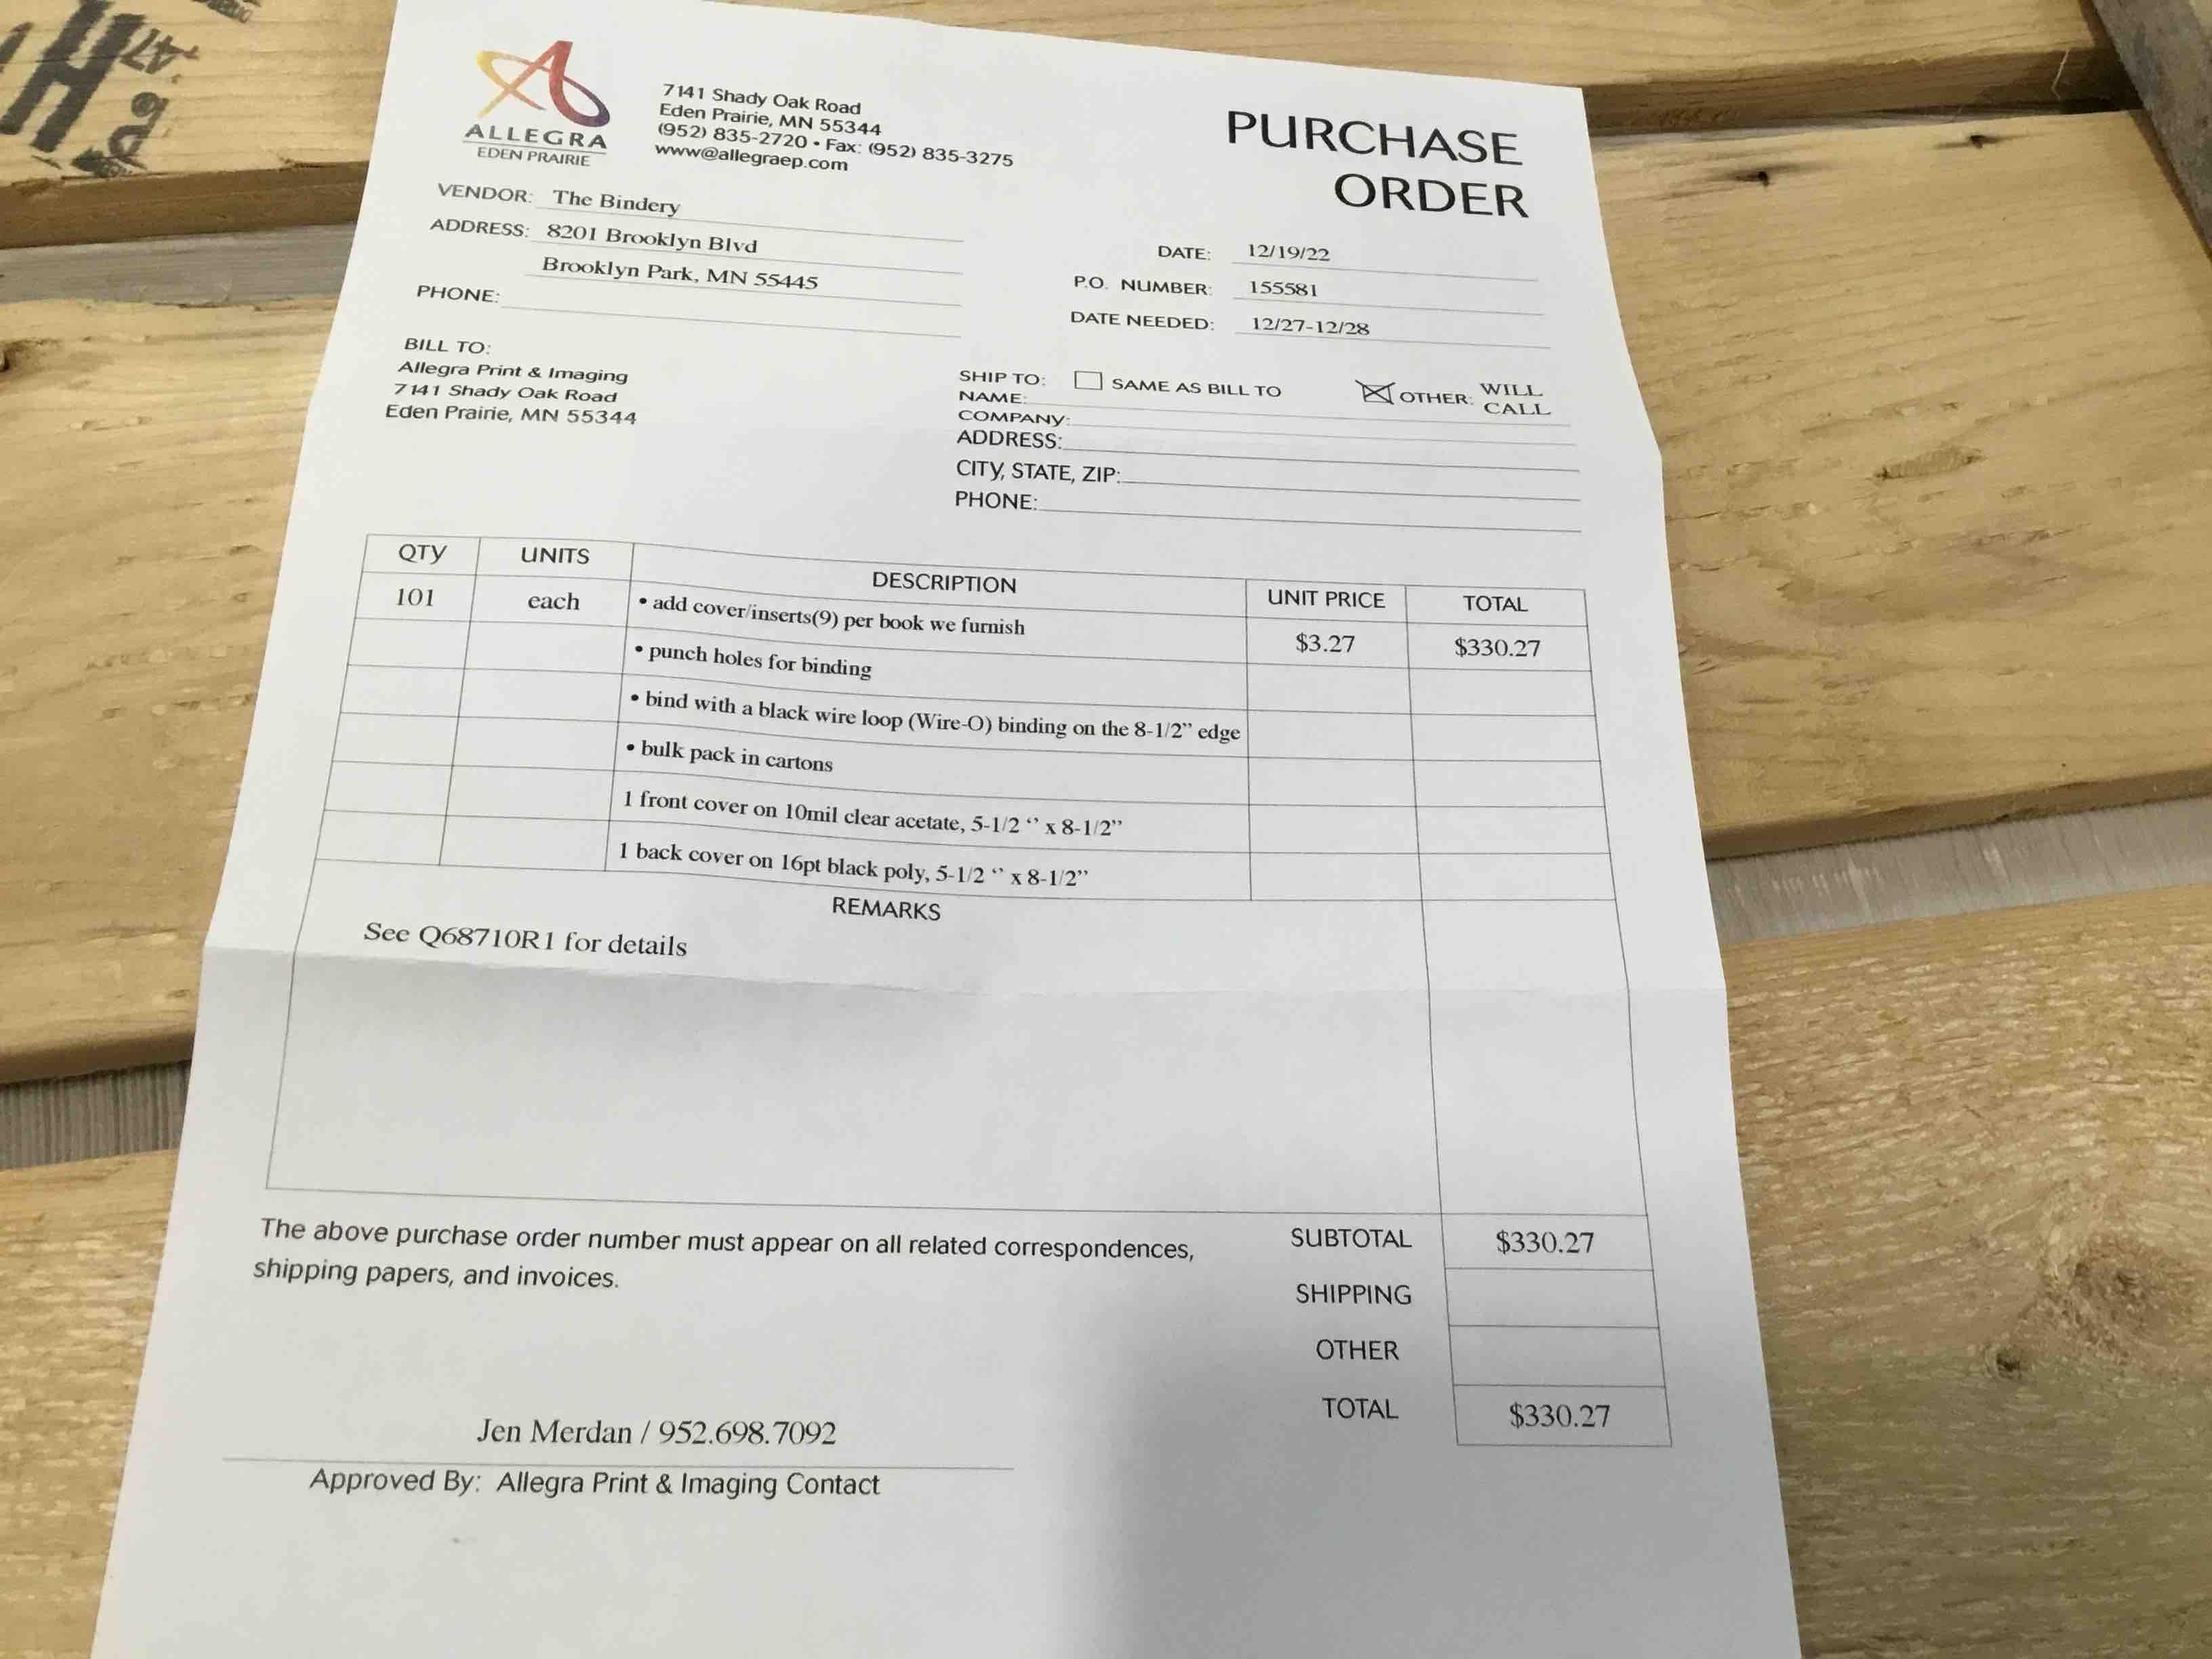 ALLEGRA
EDEN PRAIRIE
7141 Shady Oak Road
Eden Prairie, MN 55344
(952) 835-2720 • Fax: (952) 835-3275
www@allegraep.com
PURCHASE
ORDER
VENDOR: The Bindery
ADDRESS: 8201 Brooklyn Blvd
Brooklyn Park, MN 55445
PHONE:
DATE: 12/19/22
P.O. NUMBER: 155581
DATE NEEDED: 12/27-12/28
BILL TO:
Allegra Print & Imaging
7141 Shady Oak Road
Eden Prairie, MN 55344
SHIP TO: SAME AS BILL TO OTHER: WILL
CALL
NAME:
COMPANY:
ADDRESS:
CITY, STATE, ZIP:
PHONE:
QTY UNITS DESCRIPTION UNIT PRICE TOTAL
101 each • add cover/inserts(9) per book we furnish $3.27 $330.27
• punch holes for binding
• bind with a black wire loop (Wire-O) binding on the 8-1/2” edge
• bulk pack in cartons
1 front cover on 10mil clear acetate, 5-1/2 ‘’ x 8-1/2”
1 back cover on 16pt black poly, 5-1/2 ‘’ x 8-1/2”
REMARKS
See Q68710R1 for details
The above purchase order number must appear on all related correspondences,
shipping papers, and invoices.
SUBTOTAL $330.27
SHIPPING
OTHER
TOTAL $330.27
Jen Merdan / 952.698.7092
Approved By: Allegra Print & Imaging Contact